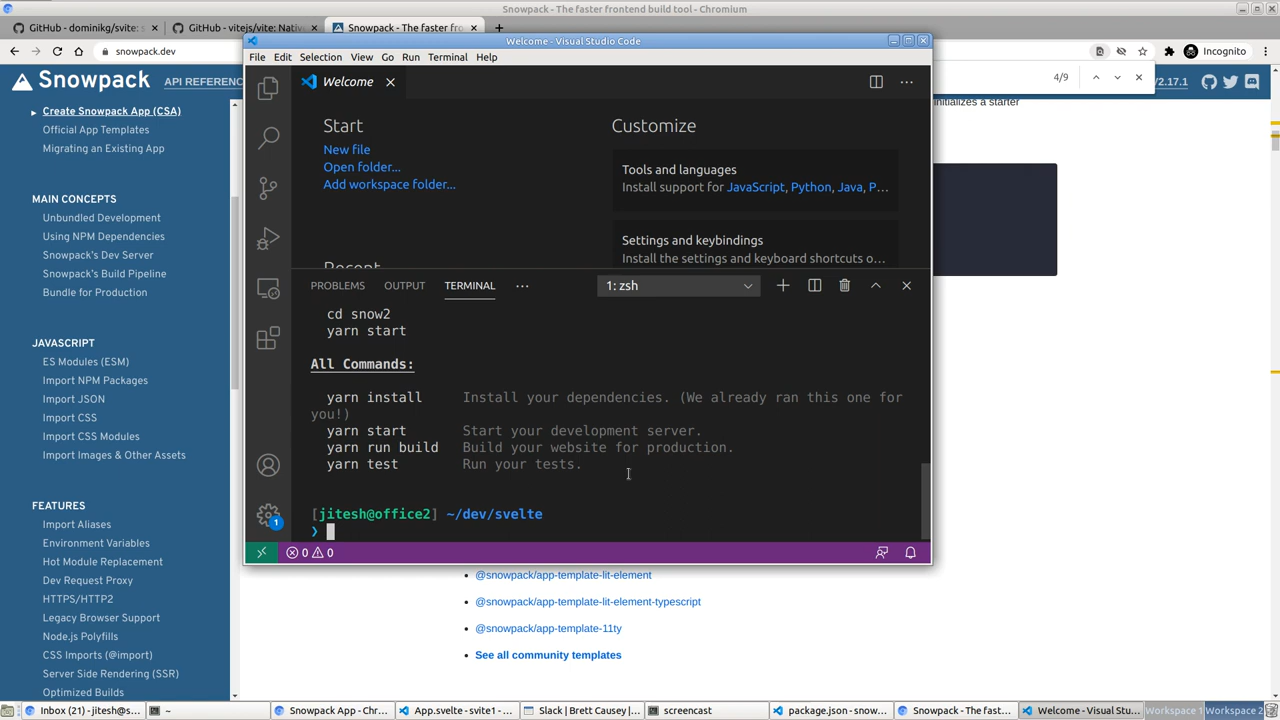 Snowpack - The faster frontend build tool - Chromium
GitHub - dominikg/svite: s
GitHub - vitejs/vite: Nativ
Snowpack - The faster fro
snowpack.dev
Incognito
Snowpack
API REFERENC
4/9
/2.17.1
Create Snowpack App (CSA)
Official App Templates
Migrating an Existing App
MAIN CONCEPTS
Unbundled Development
Using NPM Dependencies
Snowpack's Dev Server
Snowpack's Build Pipeline
Bundle for Production
JAVASCRIPT
ES Modules (ESM)
Import NPM Packages
Import JSON
Import CSS
Import CSS Modules
Import Images & Other Assets
FEATURES
Import Aliases
Environment Variables
Hot Module Replacement
Dev Request Proxy
HTTPS/HTTP2
Legacy Browser Support
Node.js Polyfills
CSS Imports (@import)
Server Side Rendering (SSR)
Optimized Builds
initializes a starter
Welcome - Visual Studio Code
File Edit Selection View Go Run Terminal Help
Welcome
Start
New file
Open folder...
Add workspace folder...
Recent
Customize
Tools and languages
Install support for JavaScript, Python, Java, P...
Settings and keybindings
Install the settings and keyboard shortcuts o...
PROBLEMS OUTPUT TERMINAL ... 1: zsh
cd snow2
yarn start
All Commands:
yarn install Install your dependencies. (We already ran this one for
you!)
yarn start Start your development server.
yarn run build Build your website for production.
yarn test Run your tests.
[jitesh@office2] ~/dev/svelte
❯
1
0 0
@snowpack/app-template-lit-element
@snowpack/app-template-lit-element-typescript
@snowpack/app-template-11ty
See all community templates
Inbox (21) - jitesh@s...
~
Snowpack App - Chr...
App.svelte - svite1 -...
Slack | Brett Causey |...
screencast
package.json - snow...
Snowpack - The fast...
Welcome - Visual Stu...
Workspace 1
Workspace 2